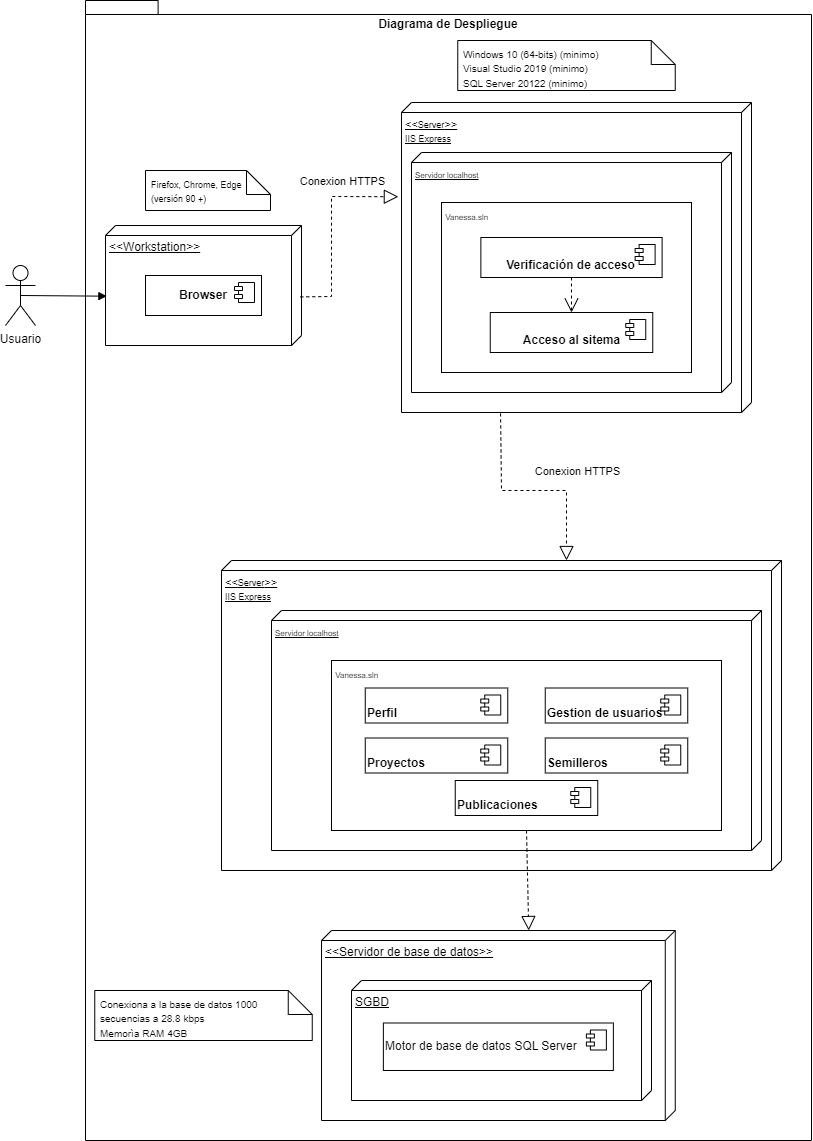 Diagrama de Despliegue
Windows 10 (64-bits) (minimo)
Visual Studio 2019 (minimo)
SQL Server 20122 (minimo)
<<Server>>
IIS Express
Servidor localhost
Vanessa.sln
Verificación de acceso
Acceso al sitema
Conexion HTTPS
Firefox, Chrome, Edge
(versión 90 +)
<<Workstation>>
Browser
Usuario
Conexion HTTPS
<<Server>>
IIS Express
Servidor localhost
Vanessa.sln
Perfil
Gestion de usuarios
Proyectos
Semilleros
Publicaciones
<<Servidor de base de datos>>
SGBD
Motor de base de datos SQL Server
Conexiona a la base de datos 1000
secuencias a 28.8 kbps
Memorìa RAM 4GB